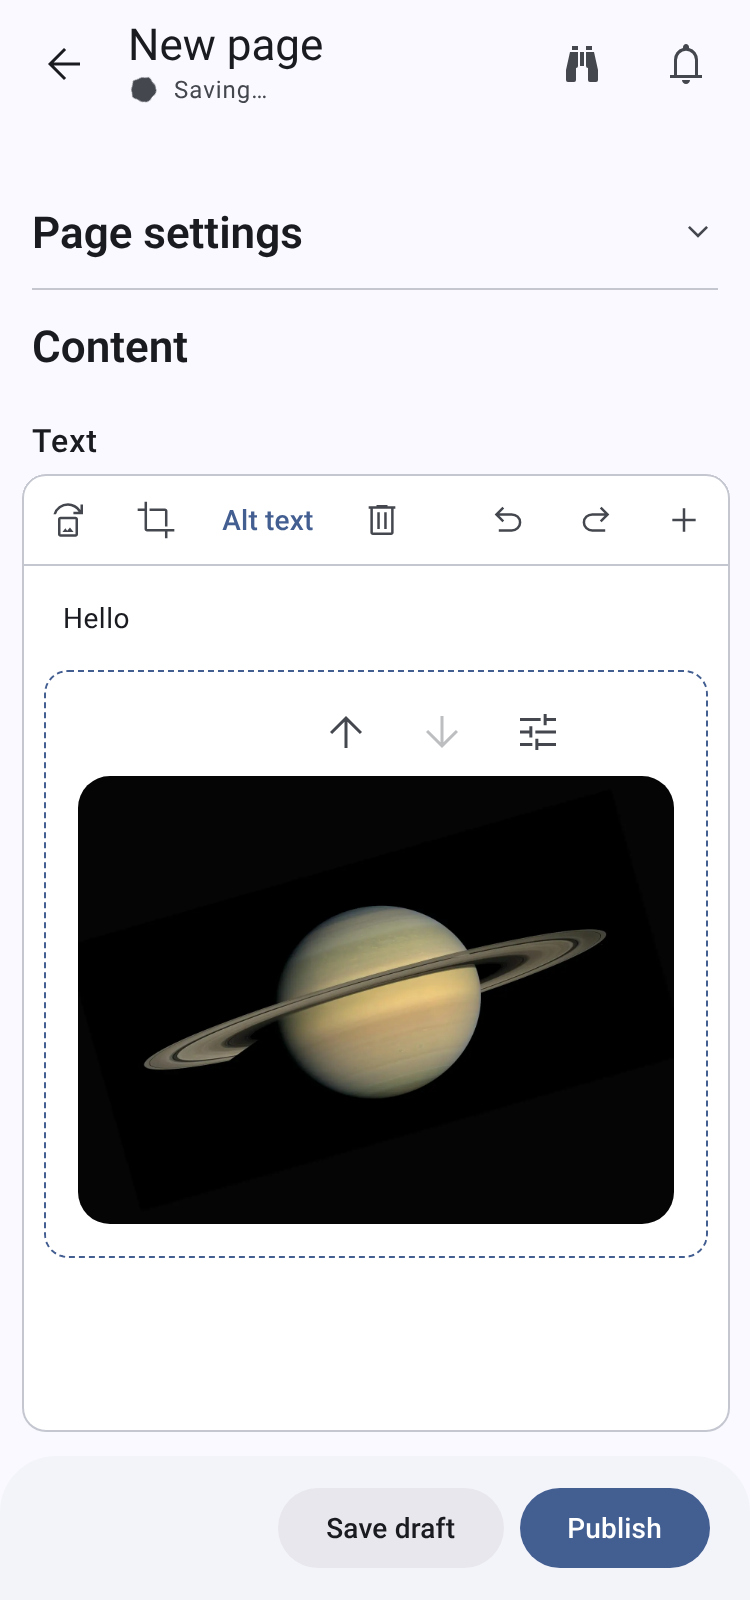 New page
Saving…
Page settings
Content
Text
Alt text
Hello
Save draft
Publish